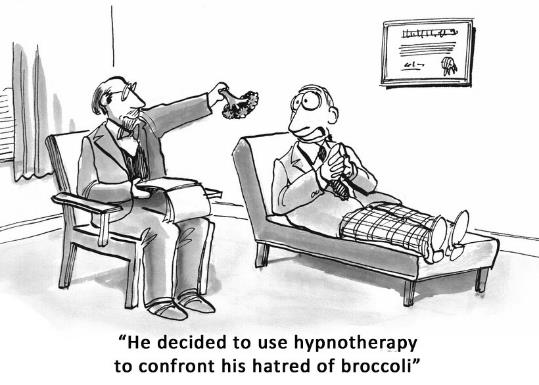 “He decided to use hypnotherapy
to confront his hatred of broccoli”